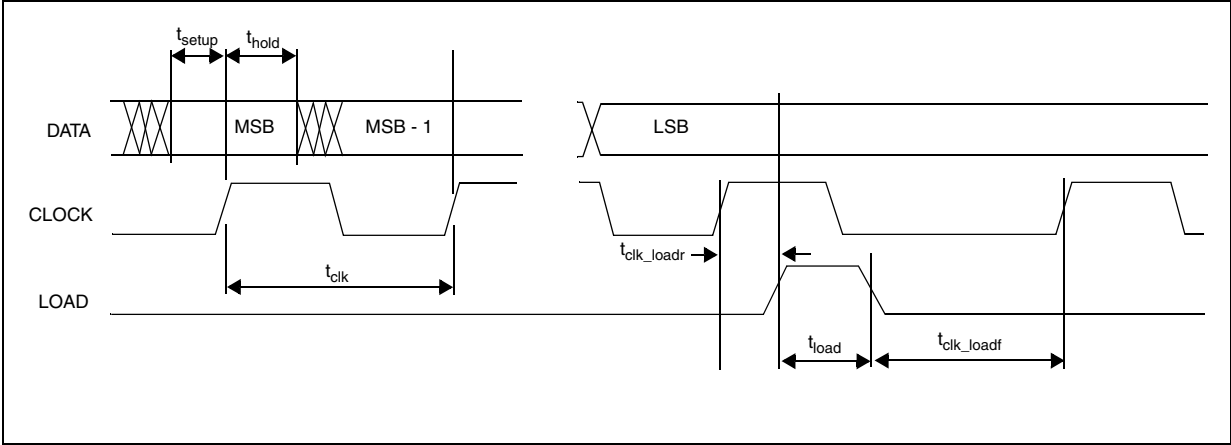 t_setup t_hold
DATA MSB MSB - 1 LSB
CLOCK
t_clk_loadr
t_clk
LOAD
t_load t_clk_loadf